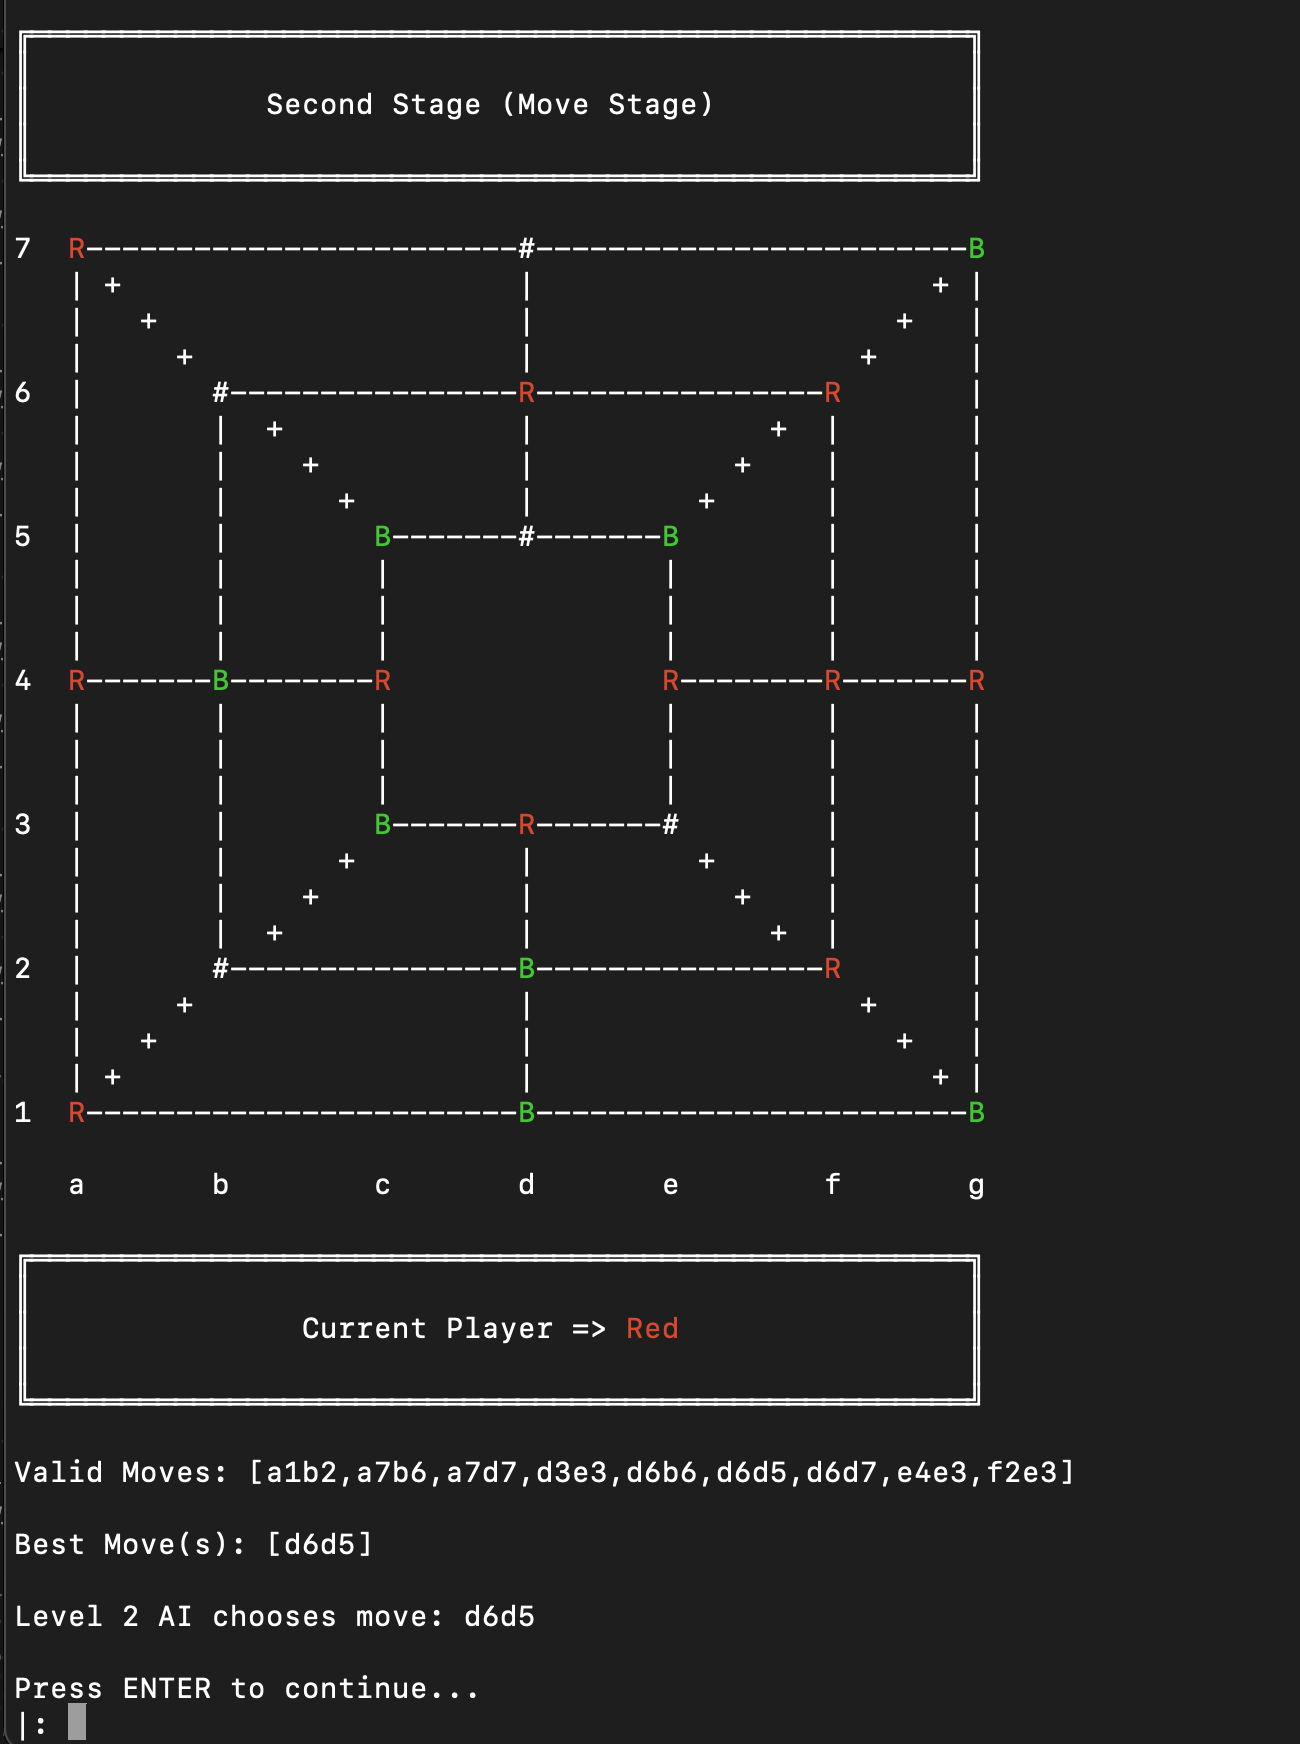 Second Stage (Move Stage)
7  R------------------------#------------------------B
   | +                      |                      + |
   |   +                    |                    +   |
   |     +                  |                  +     |
6  |       #----------------R----------------R       |
   |       |  +             |             +  |       |
   |       |    +           |           +    |       |
   |       |      +         |         +      |       |
5  |       |        B-------#-------B        |       |
   |       |        |               |        |       |
   |       |        |               |        |       |
   |       |        |               |        |       |
4  R-------B--------R               R--------R-------R
   |       |        |               |        |       |
   |       |        |               |        |       |
   |       |        |               |        |       |
3  |       |        B-------R-------#        |       |
   |       |      +         |         +      |       |
   |       |    +           |           +    |       |
   |       |  +             |             +  |       |
2  |       #----------------B----------------R       |
   |     +                  |                  +     |
   |   +                    |                    +   |
   | +                      |                      + |
1  R------------------------B------------------------B
   a       b        c       d       e        f       g
Current Player => Red
Valid Moves: [a1b2,a7b6,a7d7,d3e3,d6b6,d6d5,d6d7,e4e3,f2e3]
Best Move(s): [d6d5]
Level 2 AI chooses move: d6d5
Press ENTER to continue...
|: